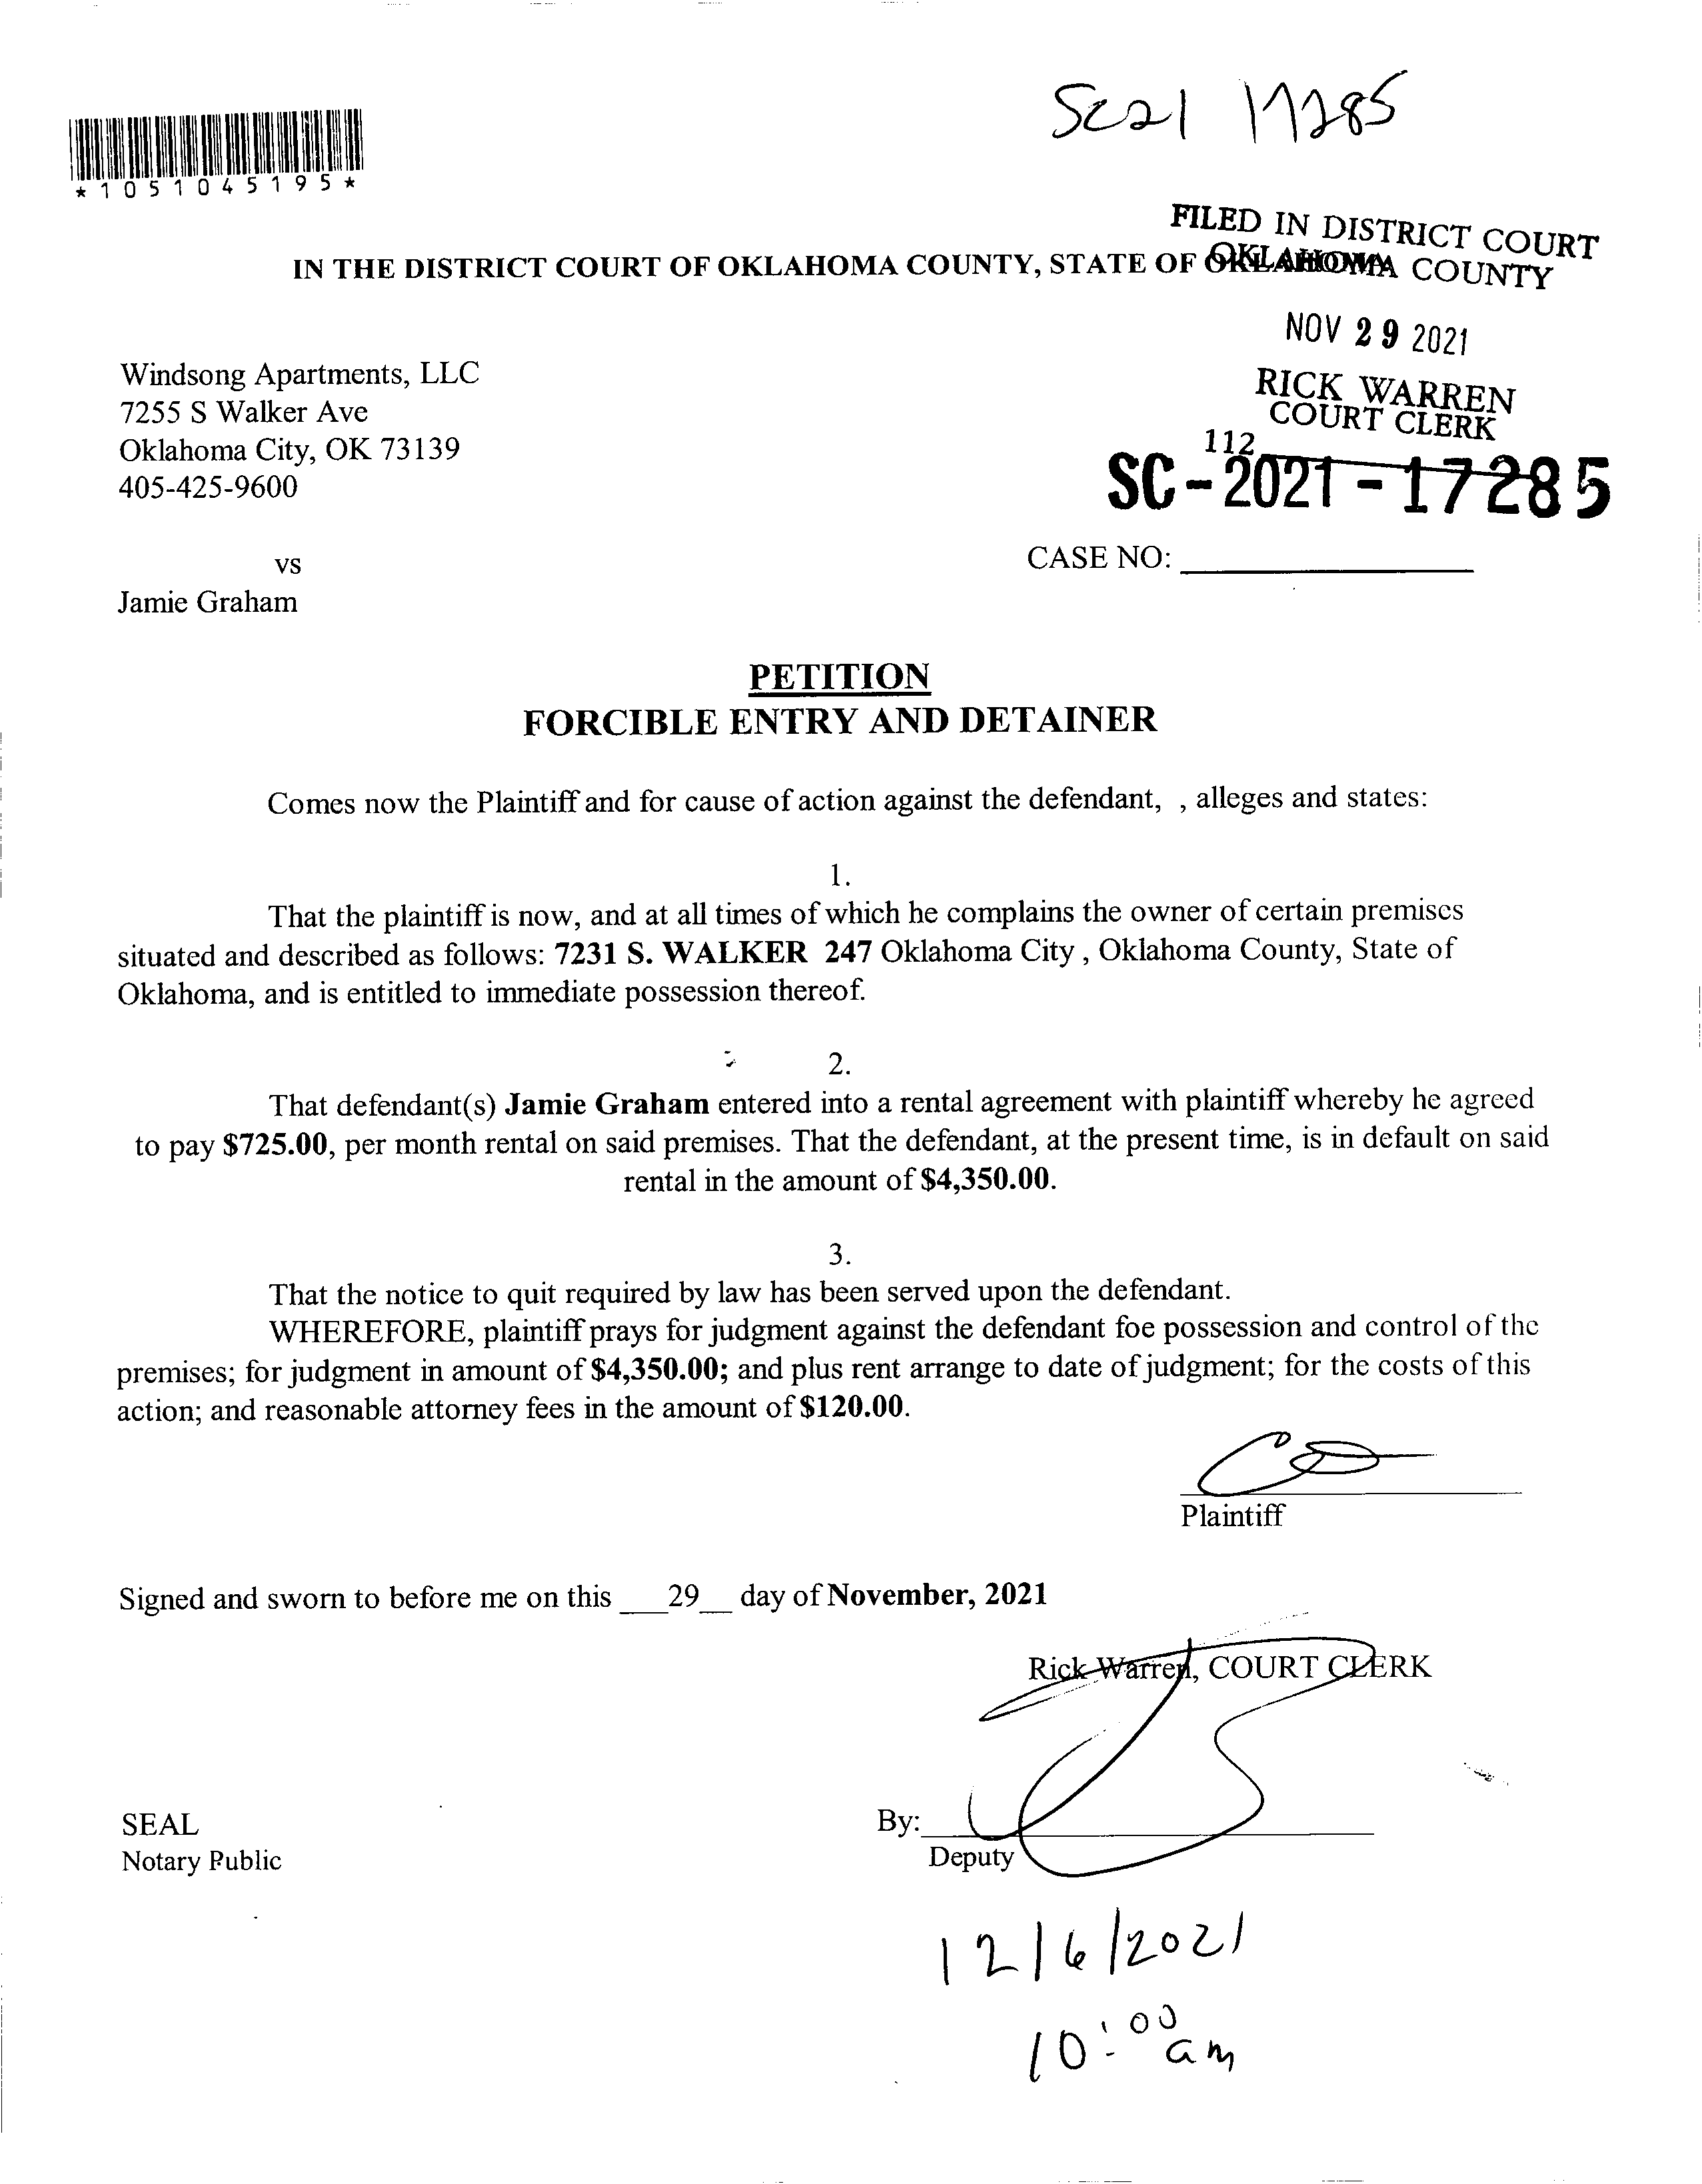 SC21 17285
*1051045195*
FILED IN DISTRICT COURT
OKLAHOMA COUNTY
IN THE DISTRICT COURT OF OKLAHOMA COUNTY, STATE OF OKLAHOMA
NOV 29 2021
RICK WARREN
COURT CLERK
112
SC-2021-17285
Windsong Apartments, LLC
7255 S Walker Ave
Oklahoma City, OK 73139
405-425-9600
vs
CASE NO:
Jamie Graham
PETITION
FORCIBLE ENTRY AND DETAINER
Comes now the Plaintiff and for cause of action against the defendant, , alleges and states:
1.
That the plaintiff is now, and at all times of which he complains the owner of certain premises
situated and described as follows: 7231 S. WALKER 247 Oklahoma City , Oklahoma County, State of
Oklahoma, and is entitled to immediate possession thereof.
2.
That defendant(s) Jamie Graham entered into a rental agreement with plaintiff whereby he agreed
to pay $725.00, per month rental on said premises. That the defendant, at the present time, is in default on said
rental in the amount of $4,350.00.
3.
That the notice to quit required by law has been served upon the defendant.
WHEREFORE, plaintiff prays for judgment against the defendant foe possession and control of the
premises; for judgment in amount of $4,350.00; and plus rent arrange to date of judgment; for the costs of this
action; and reasonable attorney fees in the amount of $120.00.
Plaintiff
Signed and sworn to before me on this ___29__ day of November, 2021
Rick Warren, COURT CLERK
SEAL
By:
Notary Public
Deputy
12/6/2021
10:00 am